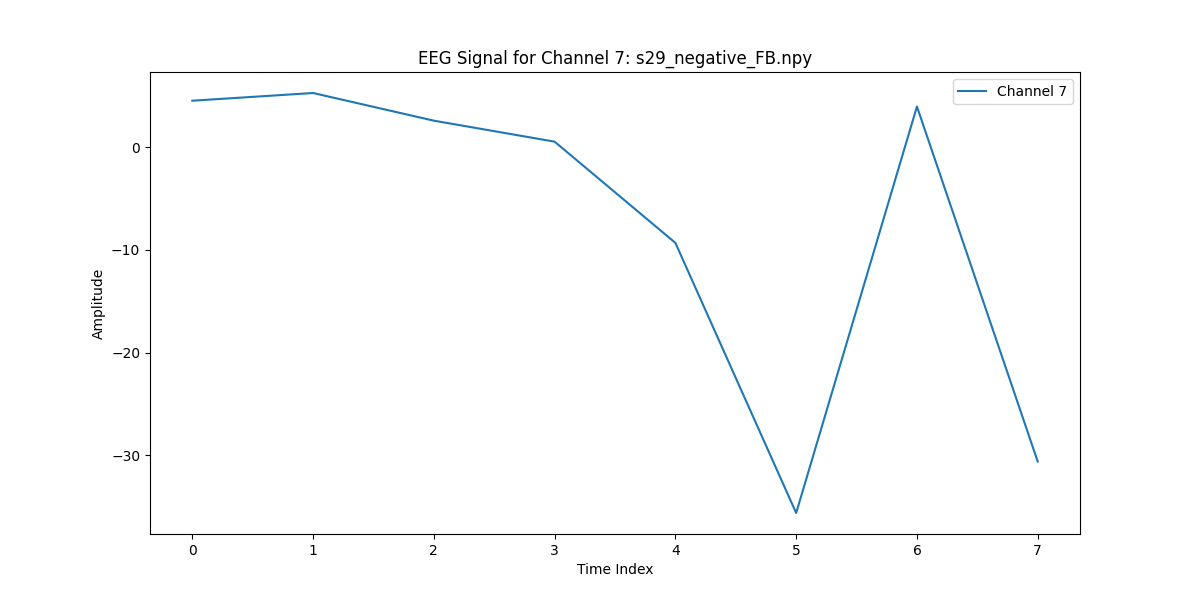 EEG Signal for Channel 7: s29_negative_FB.npy
Channel 7
Amplitude
0
−10
−20
−30
0 1 2 3 4 5 6 7
Time Index